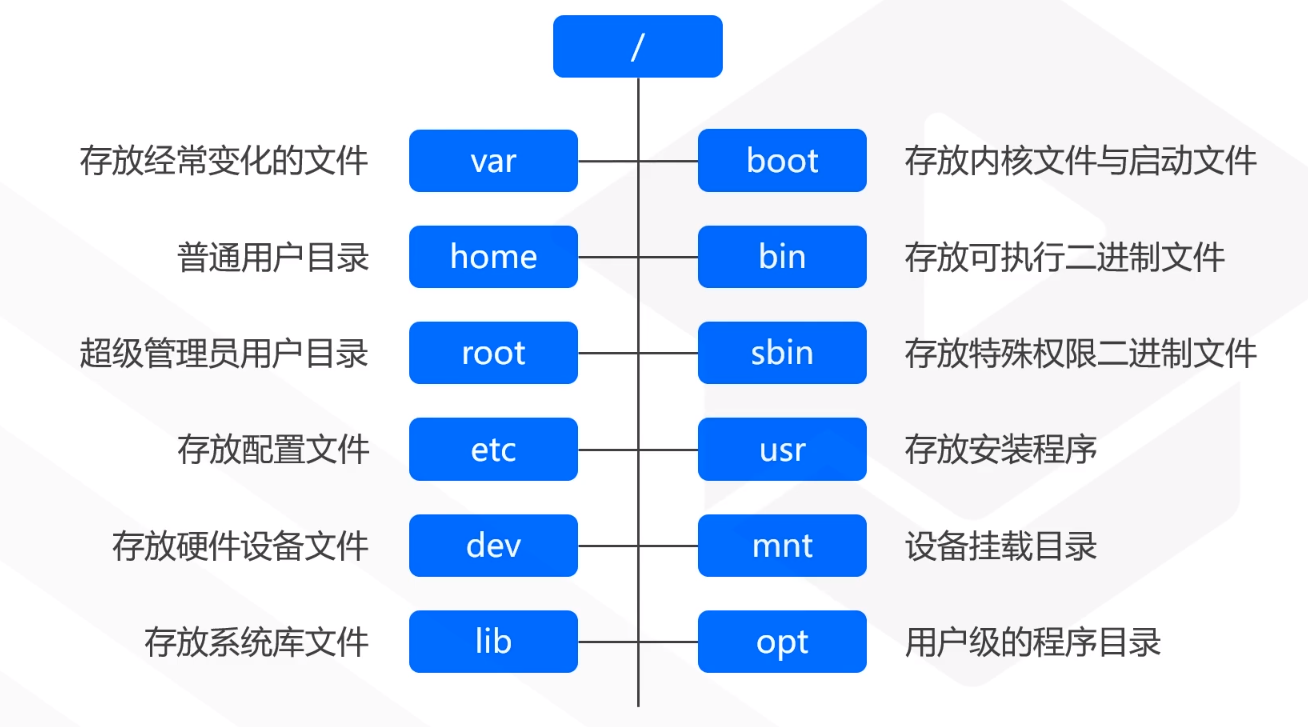 /
存放经常变化的文件 var boot 存放内核文件与启动文件
普通用户目录 home bin 存放可执行二进制文件
超级管理员用户目录 root sbin 存放特殊权限二进制文件
存放配置文件 etc usr 存放安装程序
存放硬件设备文件 dev mnt 设备挂载目录
存放系统库文件 lib opt 用户级的程序目录